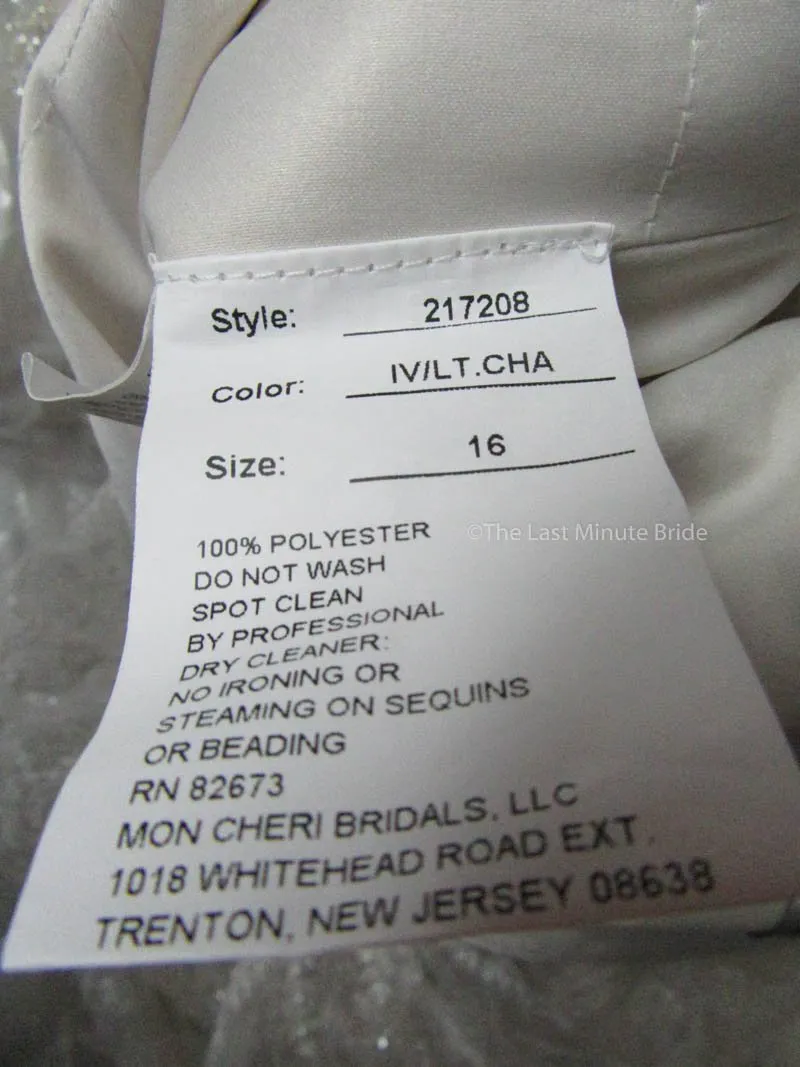 Style: 217208
Color: IV/LT.CHA
Size: 16
100% POLYESTER
©The Last Minute Bride
DO NOT WASH
SPOT CLEAN
BY PROFESSIONAL
DRY CLEANER:
NO IRONING OR
STEAMING ON SEQUINS
OR BEADING
RN 82673
MON CHERI BRIDALS, LLC
1018 WHITEHEAD ROAD EXT.
TRENTON, NEW JERSEY 08638